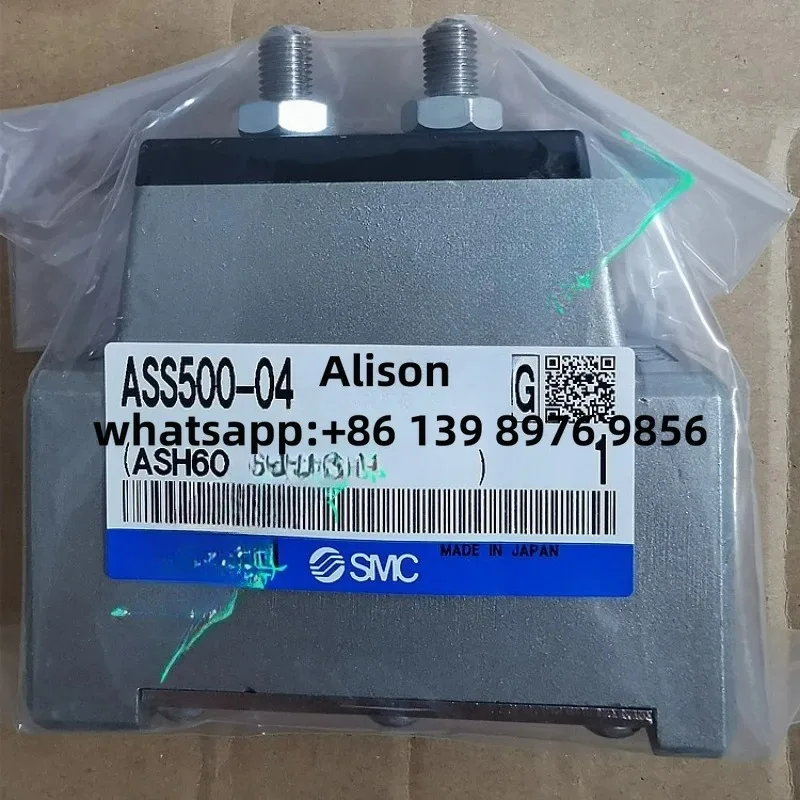 ASS500-04 Alison G
whatsapp:+86 139 8976 9856
(ASH60 ) 1
SMC MADE IN JAPAN